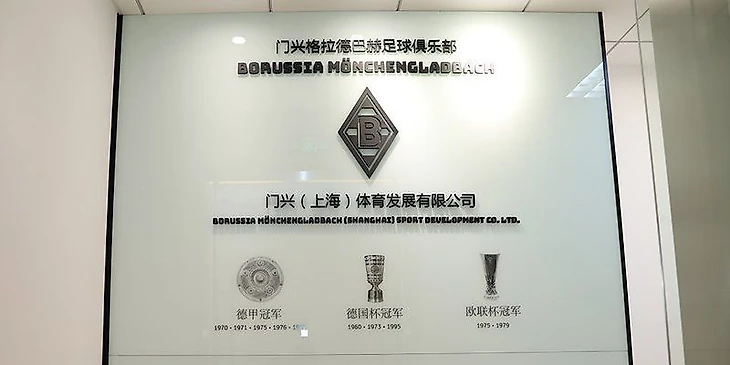 门兴格拉德巴赫足球俱乐部
BORUSSIA MÖNCHENGLADBACH
B
门兴（上海）体育发展有限公司
BORUSSIA MÖNCHENGLADBACH (SHANGHAI) SPORT DEVELOPMENT CO. LTD.
德甲冠军 德国杯冠军 欧联杯冠军
1970 · 1971 · 1975 · 1976 · 1960 · 1973 · 1995 1975 · 1979